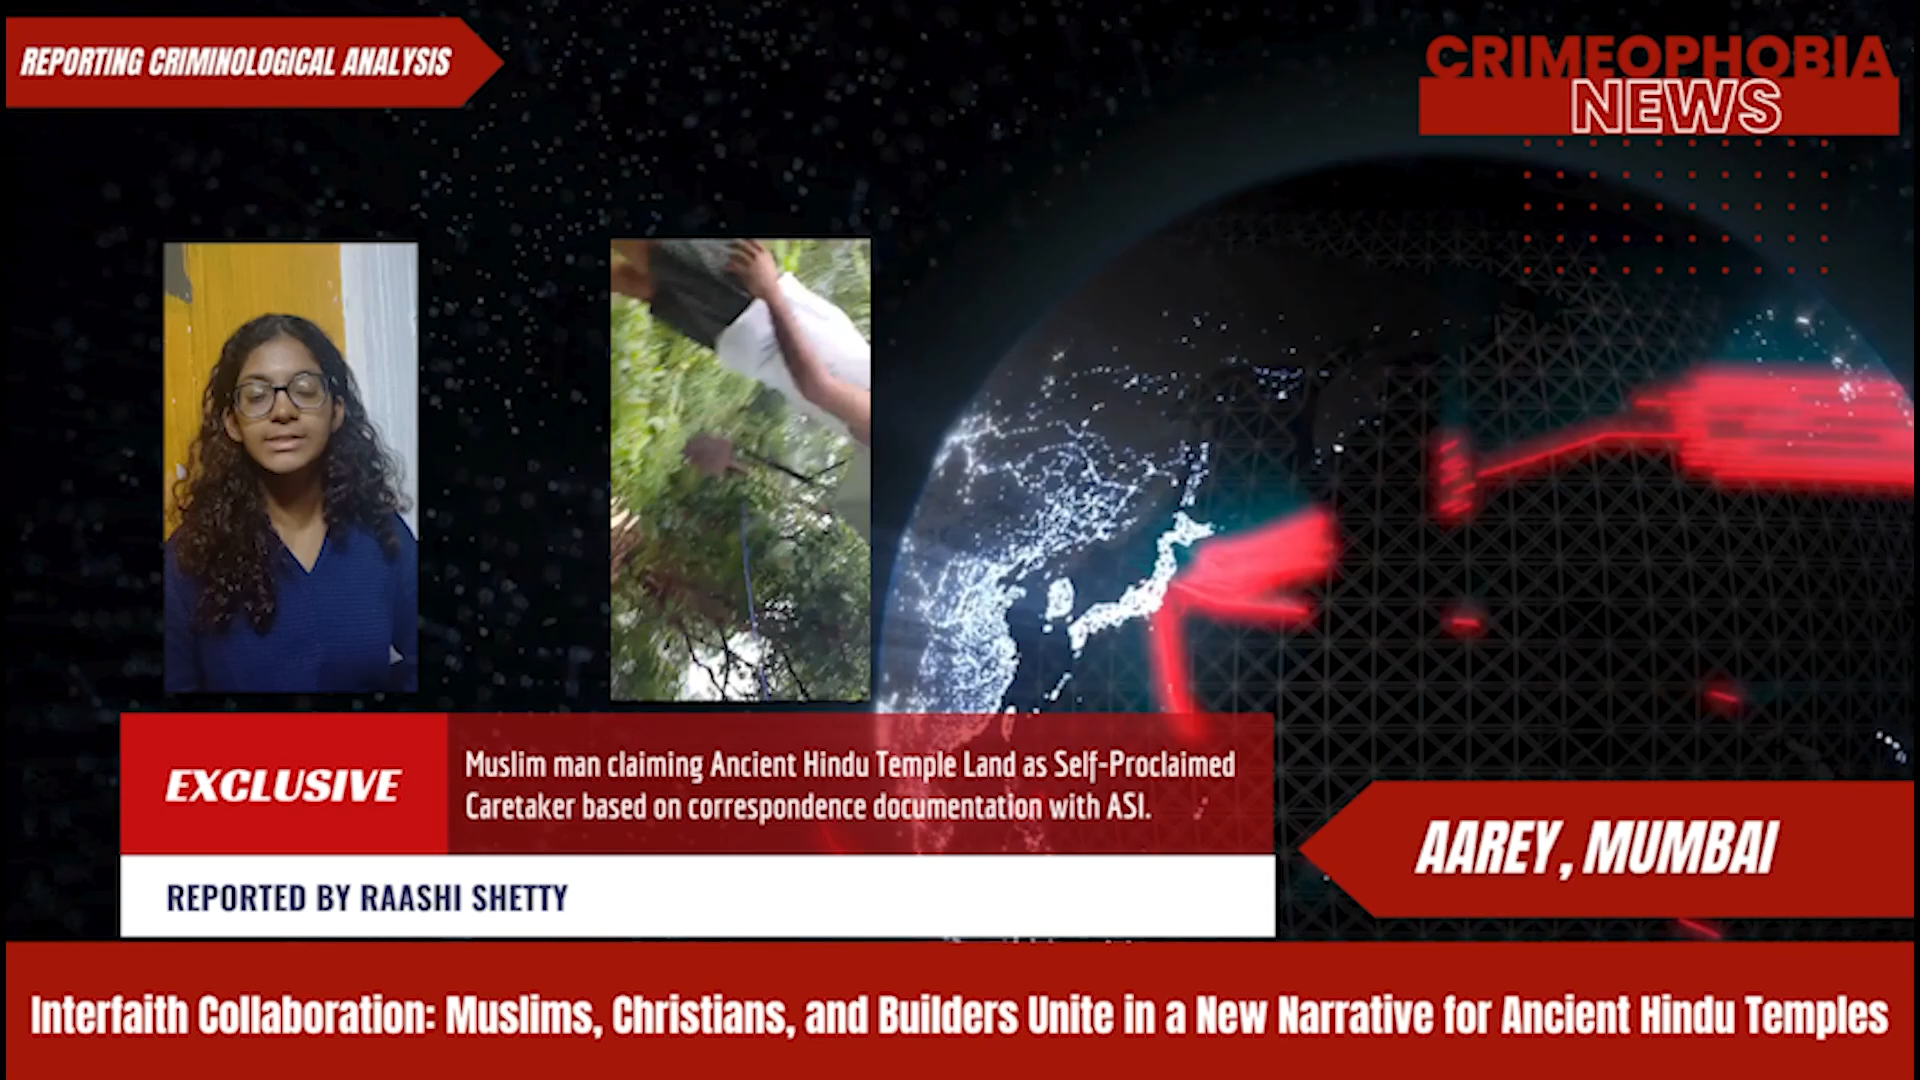 REPORTING CRIMINOLOGICAL ANALYSIS
CRIMEOPHOBIA
NEWS
EXCLUSIVE
Muslim man claiming Ancient Hindu Temple Land as Self-Proclaimed
Caretaker based on correspondence documentation with ASI.
REPORTED BY RAASHI SHETTY
AAREY, MUMBAI
Interfaith Collaboration: Muslims, Christians, and Builders Unite in a New Narrative for Ancient Hindu Temples